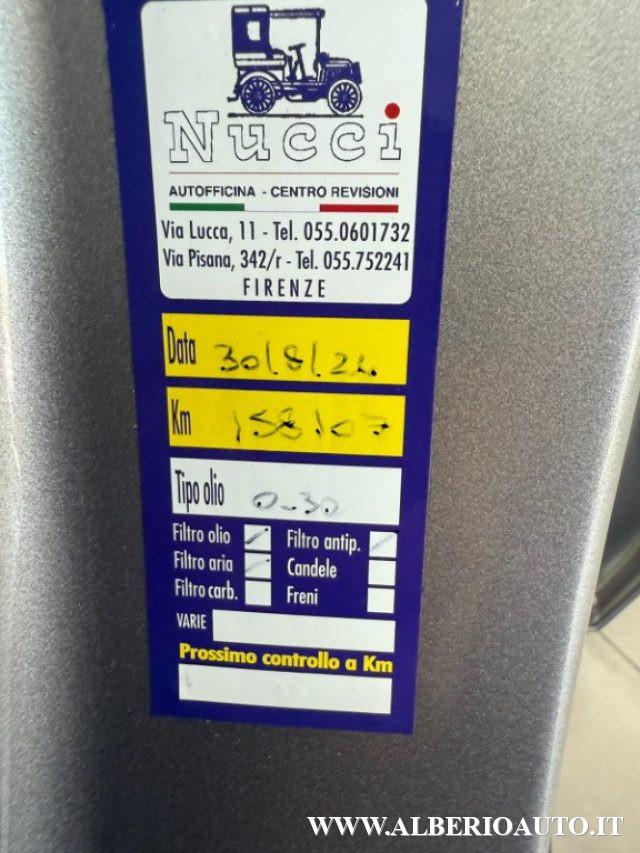 Nucci
AUTOFFICINA - CENTRO REVISIONI
Via Lucca, 11 - Tel. 055.0601732
Via Pisana, 342/r - Tel. 055.752241
FIRENZE
Data 30/8/24
Km 158107
Tipo olio 0-30
Filtro olio Filtro antip.
Filtro aria Candele
Filtro carb. Freni
VARIE
Prossimo controllo a Km
WWW.ALBERIOAUTO.IT